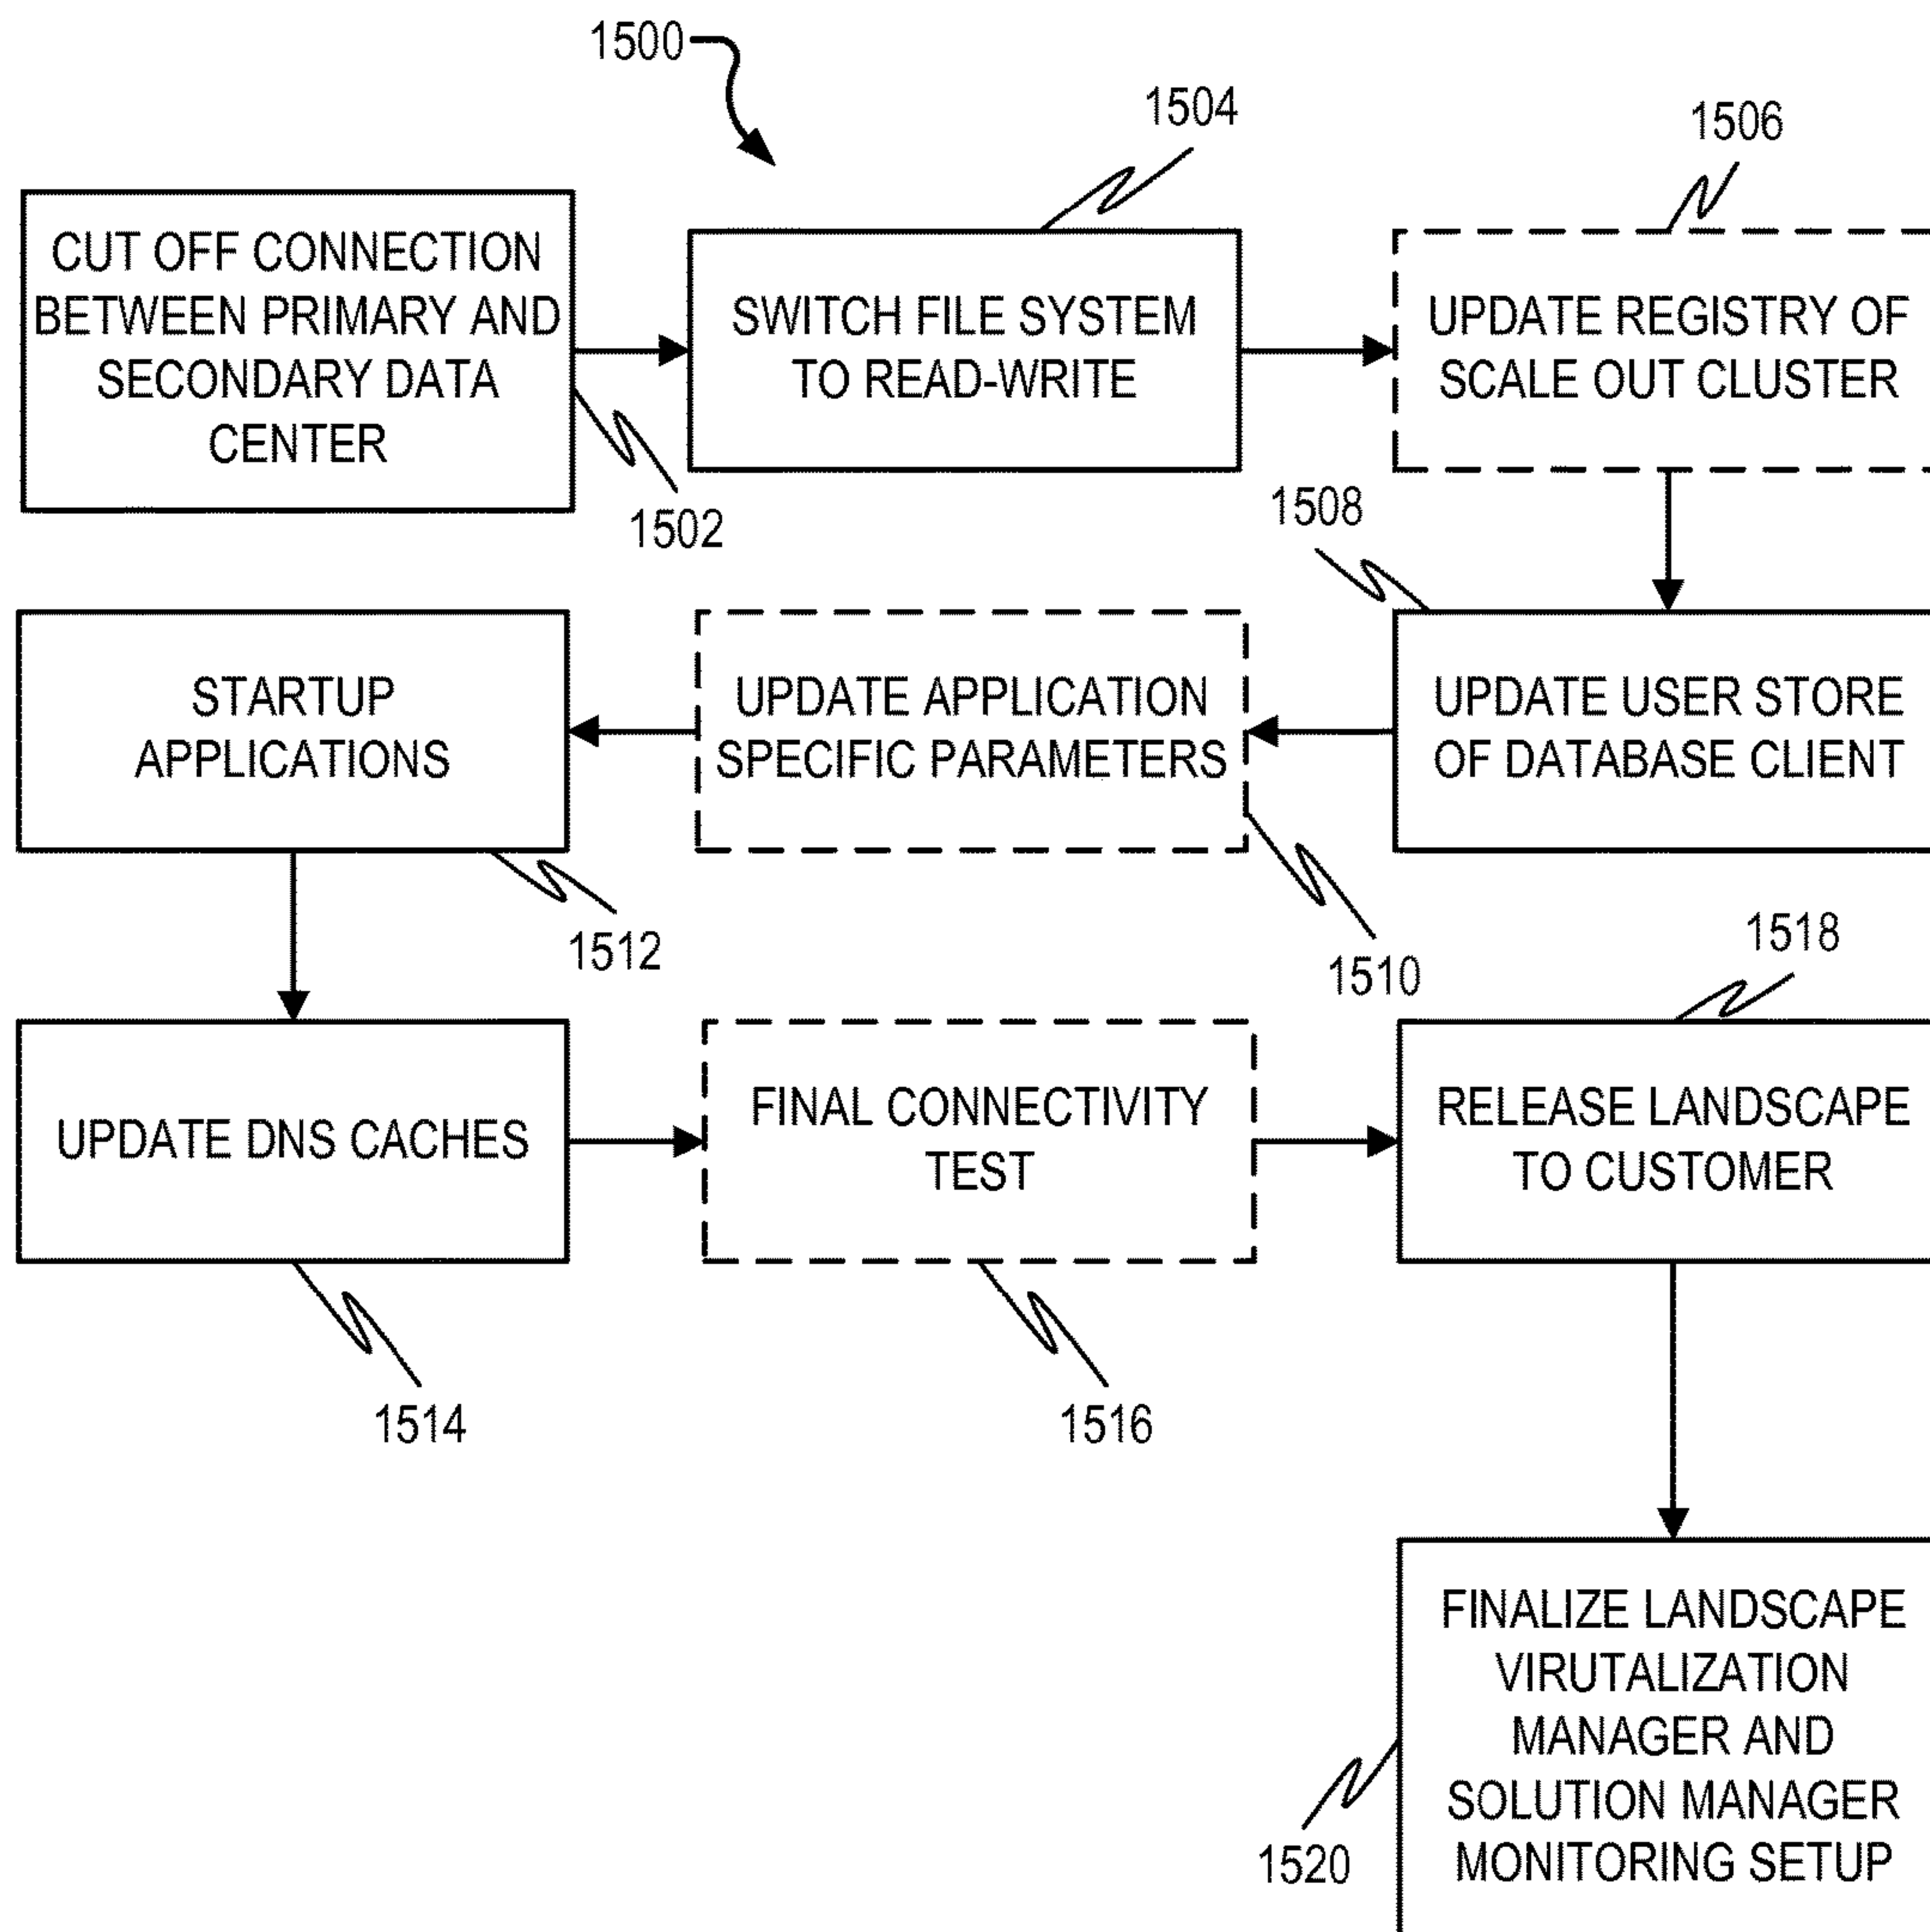 1500
1504
1506
CUT OFF CONNECTION
BETWEEN PRIMARY AND
SECONDARY DATA
CENTER
SWITCH FILE SYSTEM
TO READ-WRITE
UPDATE REGISTRY OF
SCALE OUT CLUSTER
1502
1508
STARTUP
APPLICATIONS
UPDATE APPLICATION
SPECIFIC PARAMETERS
UPDATE USER STORE
OF DATABASE CLIENT
1512
1510
1518
UPDATE DNS CACHES
FINAL CONNECTIVITY
TEST
RELEASE LANDSCAPE
TO CUSTOMER
1514
1516
FINALIZE LANDSCAPE
VIRUTALIZATION
MANAGER AND
SOLUTION MANAGER
MONITORING SETUP
1520